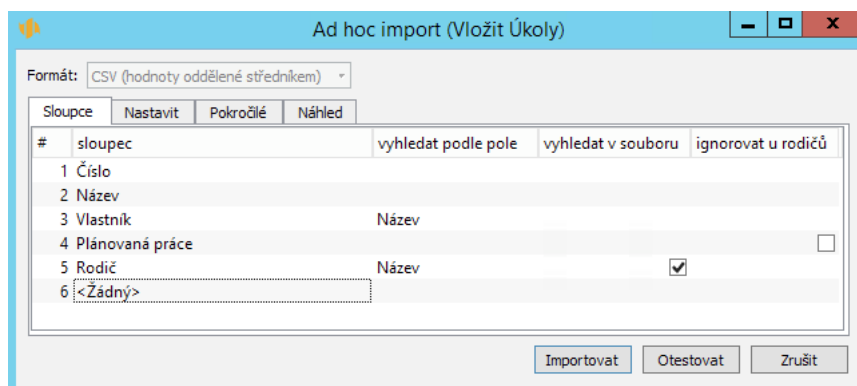 Ad hoc import (Vložit Úkoly)
Formát: CSV (hodnoty oddělené středníkem)
Sloupce Nastavit Pokročilé Náhled
# sloupec vyhledat podle pole vyhledat v souboru ignorovat u rodičů
1 Číslo
2 Název
3 Vlastník Název
4 Plánovaná práce
5 Rodič Název
6 <Žádný>
Importovat Otestovat Zrušit